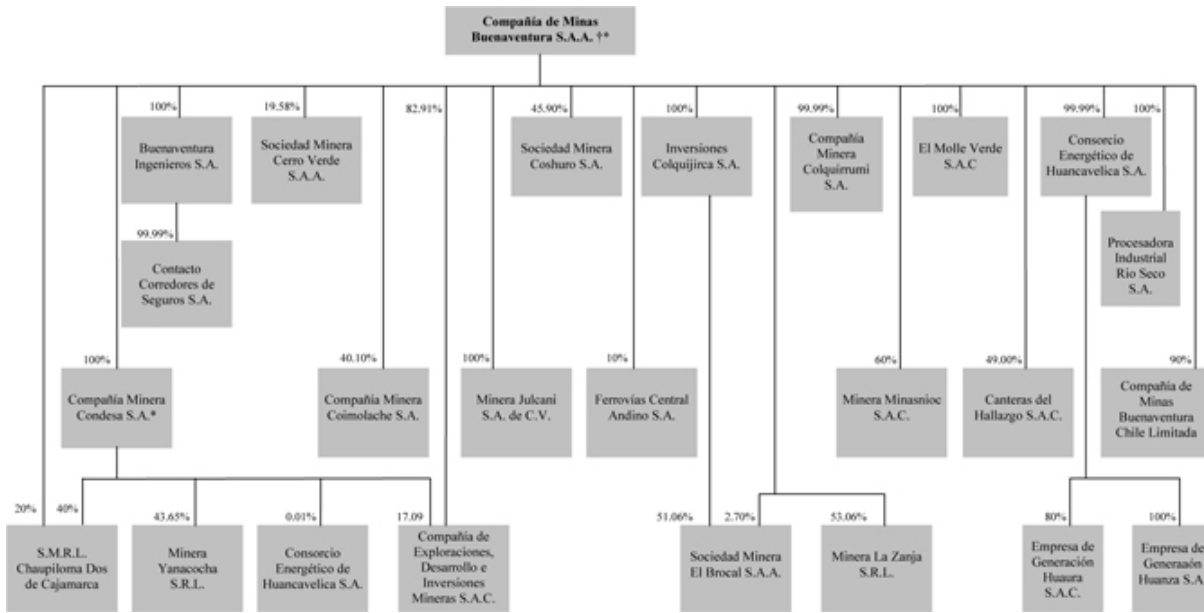 Compañía de Minas
Buenaventura S.A.A. †*
100%
19.58%
82.91%
45.90%
100%
99.99%
100%
99.99%
100%
Buenaventura
Ingenieros S.A.
Sociedad Minera
Cerro Verde
S.A.A.
Sociedad Minera
Coshuro S.A.
Inversiones
Colquijirca S.A.
Compañía
Minera
Colquirrumi
S.A.
El Molle Verde
S.A.C
Consorcio
Energético de
Huancavelica S.A.
99.99%
Contacto
Corredores de
Seguros S.A.
Procesadora
Industrial
Rio Seco
S.A.
100%
40.10%
100%
10%
60%
49.00%
90%
Compañía Minera
Condesa S.A.*
Compañía Minera
Coimolache S.A.
Minera Julcani
S.A. de C.V.
Ferrovías Central
Andino S.A.
Minera Minasnioc
S.A.C.
Canteras del
Hallazgo S.A.C.
Compañía de
Minas
Buenaventura
Chile Limitada
20%
40%
43.65%
0.01%
17.09
51.06%
2.70%
53.06%
80%
100%
S.M.R.L.
Chaupiloma Dos
de Cajamarca
Minera
Yanacocha
S.R.L.
Consorcio
Energético de
Huancavelica S.A.
Compañía de
Exploraciones,
Desarrollo e
Inversiones
Mineras S.A.C.
Sociedad Minera
El Brocal S.A.A.
Minera La Zanja
S.R.L.
Empresa de
Generación
Huaura
S.A.C.
Empresa de
Generaaón
Huanza S.A.